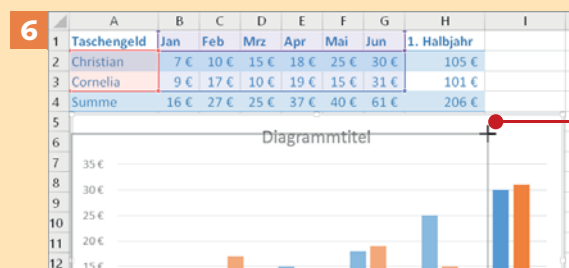 6
A B C D E F G H I
1 Taschengeld Jan Feb Mrz Apr Mai Jun 1. Halbjahr
2 Christian 7 € 10 € 15 € 18 € 25 € 30 € 105 €
3 Cornelia 9 € 17 € 10 € 19 € 15 € 31 € 101 €
4 Summe 16 € 27 € 25 € 37 € 40 € 61 € 206 €
5
6 Diagrammtitel
7 35 €
8 30 €
9
10 25 €
11 20 €
12 15 €